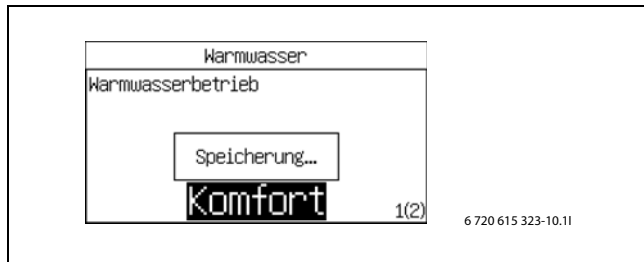 Warmwasser
Warmwasserbetrieb
Speicherung...
Komfort
1(2)
6 720 615 323-10.1I